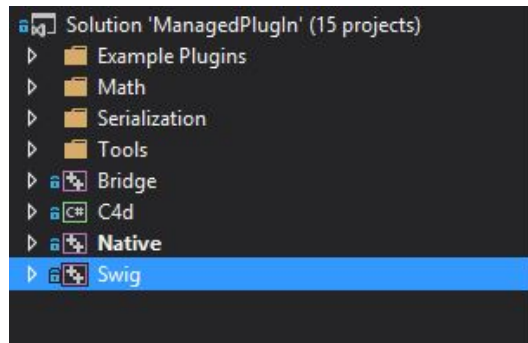 Solution 'ManagedPlugIn' (15 projects)
Example Plugins
Math
Serialization
Tools
Bridge
C# C4d
Native
Swig